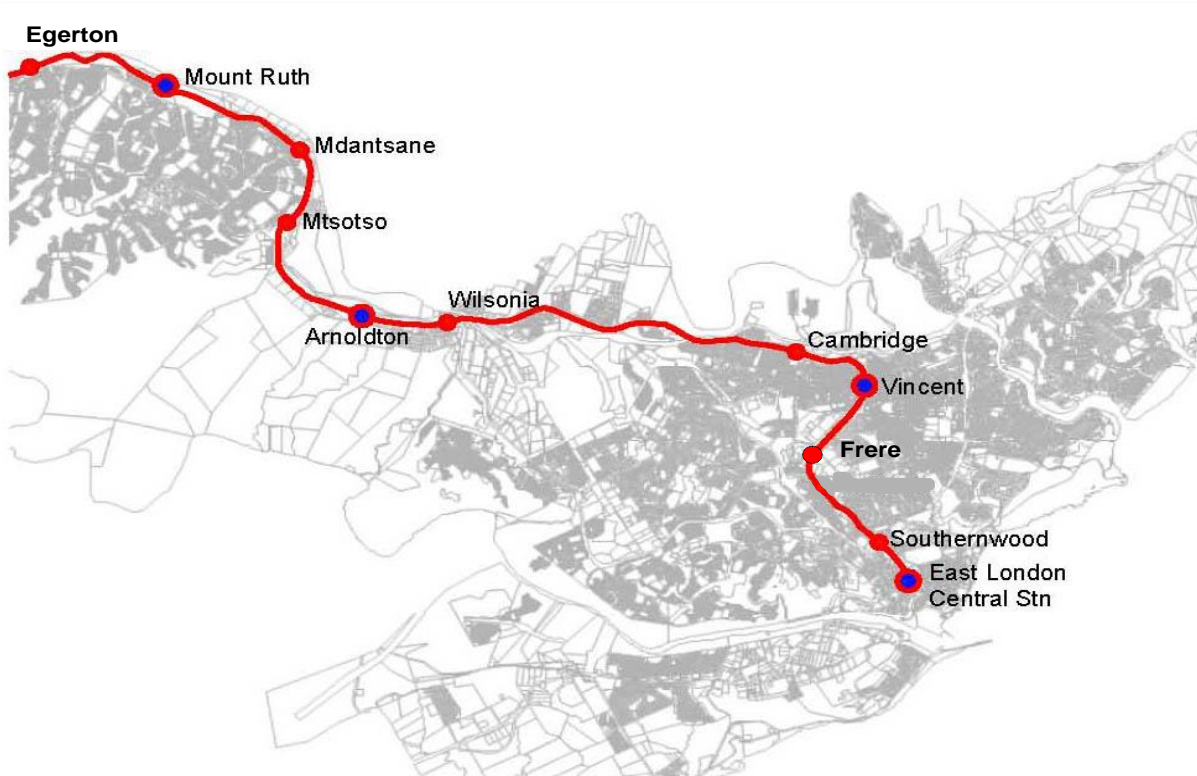 Egerton
Mount Ruth
Mdantsane
Mtsotso
Wilsonia
Arnoldton
Cambridge
Vincent
Frere
Southernwood
East London
Central Stn